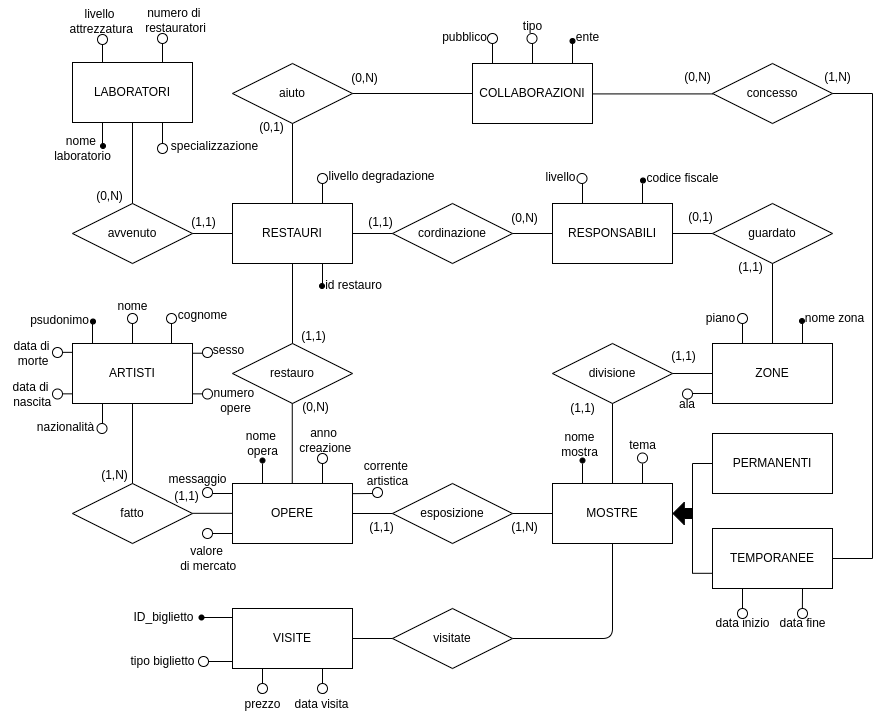 livello
attrezzatura
numero di
restauratori
pubblico
tipo
ente
LABORATORI
aiuto
(0,N)
COLLABORAZIONI
(0,N)
concesso
(1,N)
(0,1)
nome
laboratorio
specializzazione
livello degradazione
livello
codice fiscale
(0,N)
avvenuto
(1,1)
RESTAURI
(1,1)
cordinazione
(0,N)
RESPONSABILI
(0,1)
guardato
(1,1)
id restauro
psudonimo
nome
cognome
piano
nome zona
data di
morte
sesso
(1,1)
ARTISTI
restauro
divisione
(1,1)
ZONE
data di
nascita
numero
opere
(0,N)
(1,1)
ala
nazionalità
nome
opera
anno
creazione
nome
mostra
tema
(1,N)
messaggio
(1,1)
corrente
artistica
PERMANENTI
fatto
OPERE
(1,1)
esposizione
(1,N)
MOSTRE
valore
di mercato
TEMPORANEE
ID_biglietto
data inizio
data fine
VISITE
visitate
tipo biglietto
prezzo
data visita